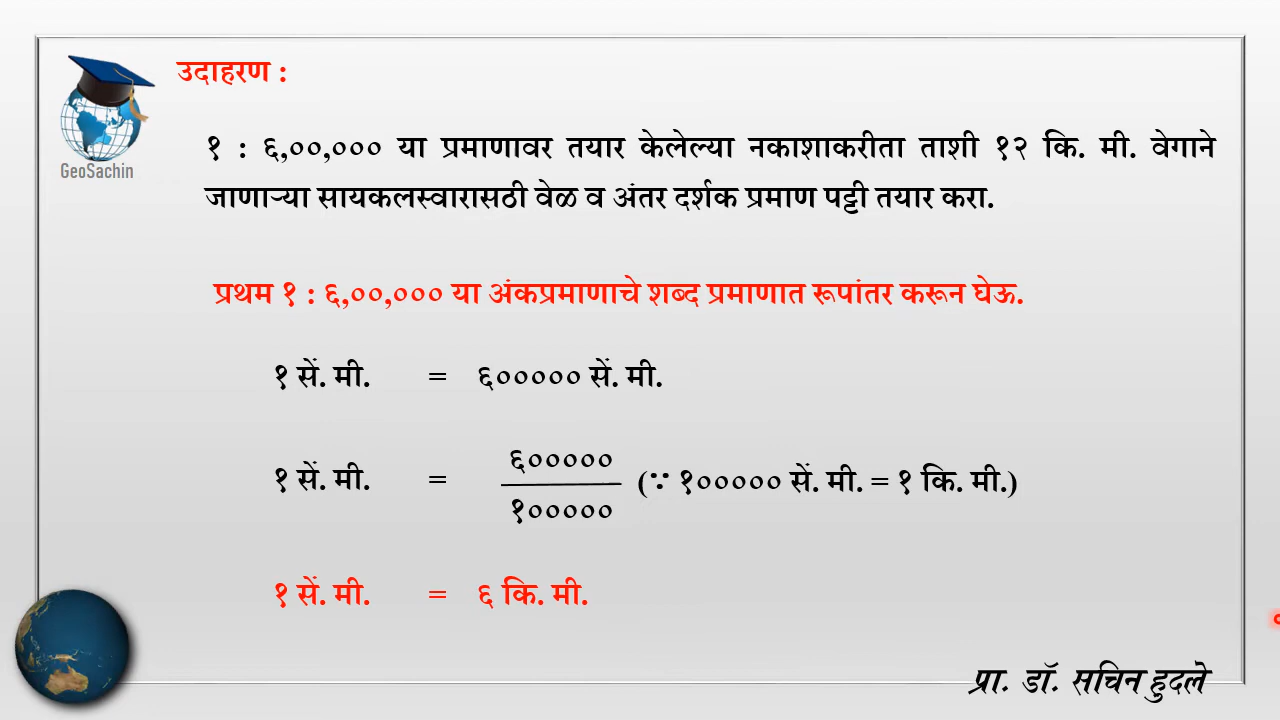 उदाहरण :
GeoSachin
१ : ६,००,००० या प्रमाणावर तयार केलेल्या नकाशाकरीता ताशी १२ कि. मी. वेगाने
जाणाऱ्या सायकलस्वारासठी वेळ व अंतर दर्शक प्रमाण पट्टी तयार करा.
प्रथम १ : ६,००,००० या अंकप्रमाणाचे शब्द प्रमाणात रूपांतर करून घेऊ.
१ सें. मी. = ६००००० सें. मी.
१ सें. मी. = ६००००० / १००००० (∵ १००००० सें. मी. = १ कि. मी.)
१ सें. मी. = ६ कि. मी.
प्रा. डॉ. सचिन हुदले